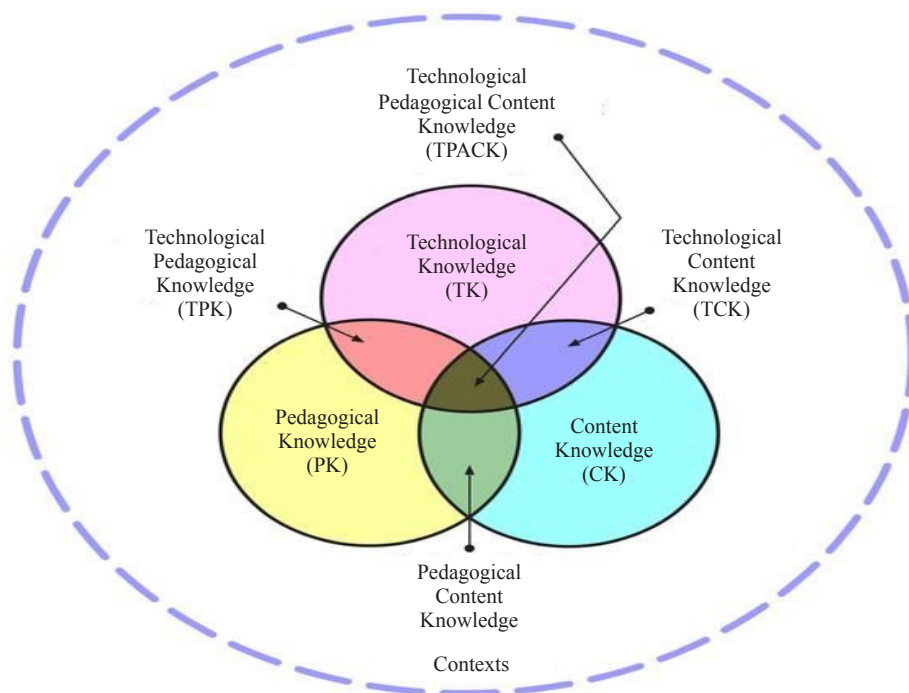 Technological
Pedagogical Content
Knowledge
(TPACK)
Technological
Pedagogical
Knowledge
(TPK)
Technological
Knowledge
(TK)
Technological
Content
Knowledge
(TCK)
Pedagogical
Knowledge
(PK)
Content
Knowledge
(CK)
Pedagogical
Content
Knowledge
Contexts